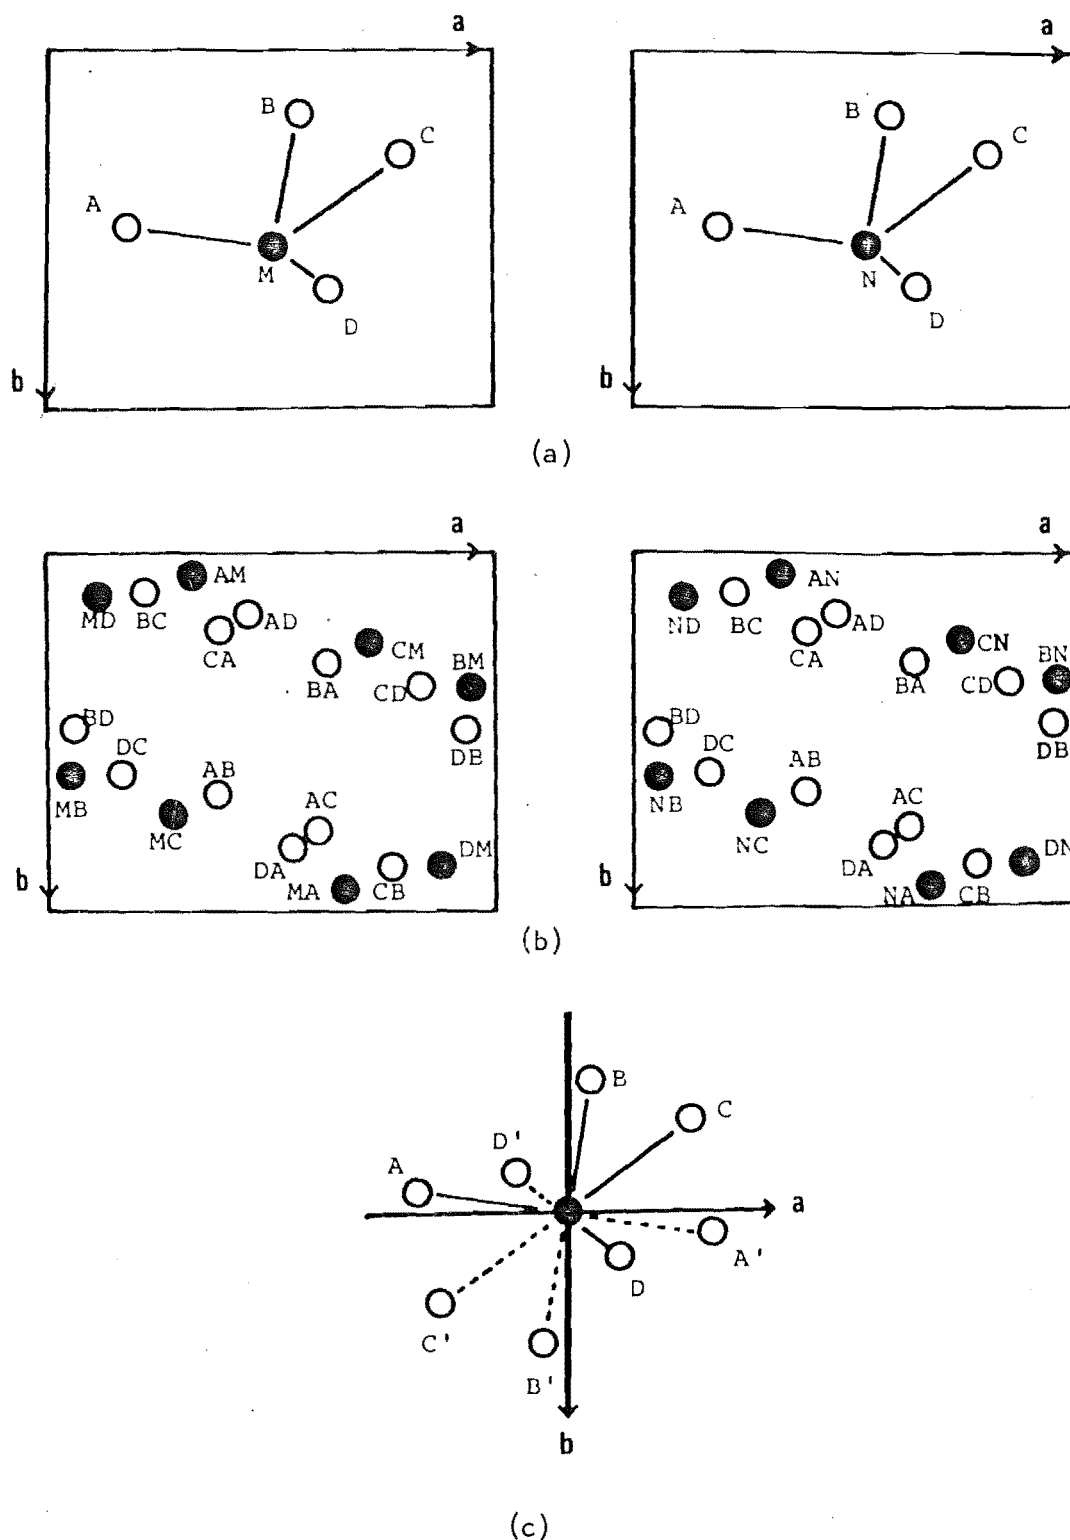 a a
B C B C
A A
M N
D D
b b
(a)
a a
AM AN
MD BC AD ND BC AD
CA CM BM CA CN BN
BA CD BA CD
BD DB BD DB
DC AB DC AB
MB AC NB AC
MC DM NC DN
DA DA
b MA CB b NA CB
(b)
B
C
D'
A
a
A'
D
C'
B'
b
(c)